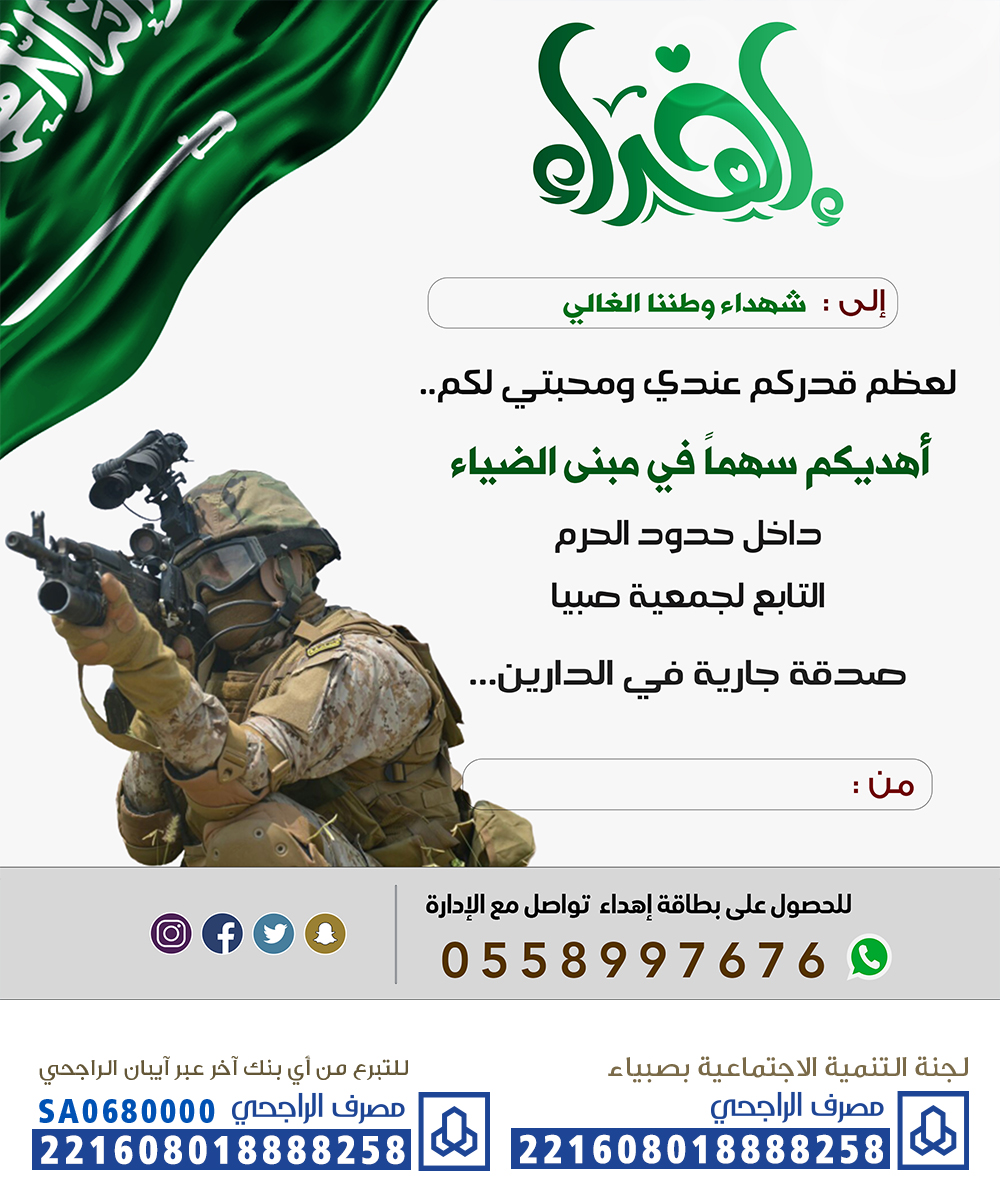 إهداء
إلى : شهداء وطننا الغالي
لعظم قدركم عندي ومحبتي لكم..
أهديكم سهماً في مبنى الضياء
داخل حدود الحرم
التابع لجمعية صبيا
صدقة جارية في الدارين...
من :
للحصول على بطاقة إهداء تواصل مع الإدارة
0558997676
لجنة التنمية الاجتماعية بصبياء
مصرف الراجحي
221608018888258
للتبرع من أي بنك آخر عبر آيبان الراجحي
مصرف الراجحي SA0680000
221608018888258